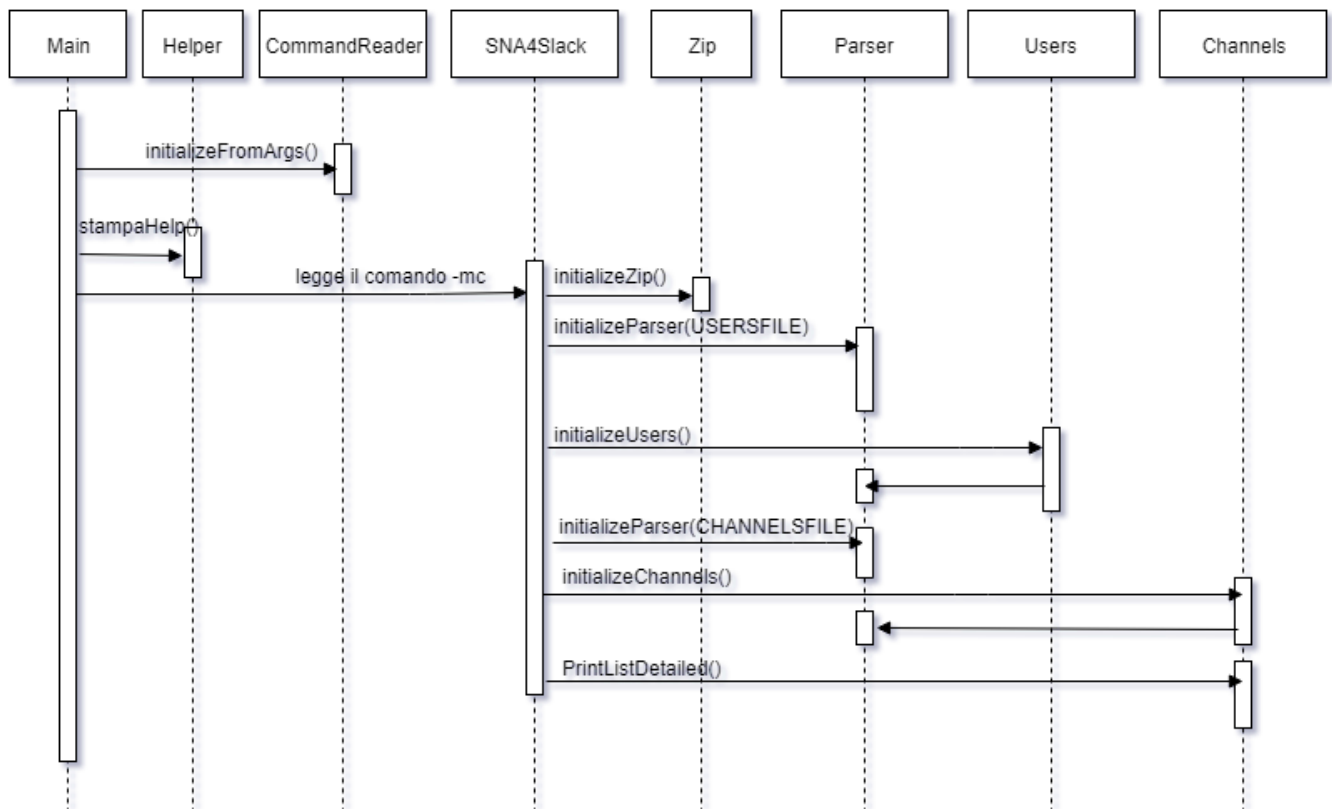 Main
Helper
CommandReader
SNA4Slack
Zip
Parser
Users
Channels
initializeFromArgs()
stampaHelp()
legge il comando -mc
initializeZip()
initializeParser(USERSFILE)
initializeUsers()
initializeParser(CHANNELSFILE)
initializeChannels()
PrintListDetailed()